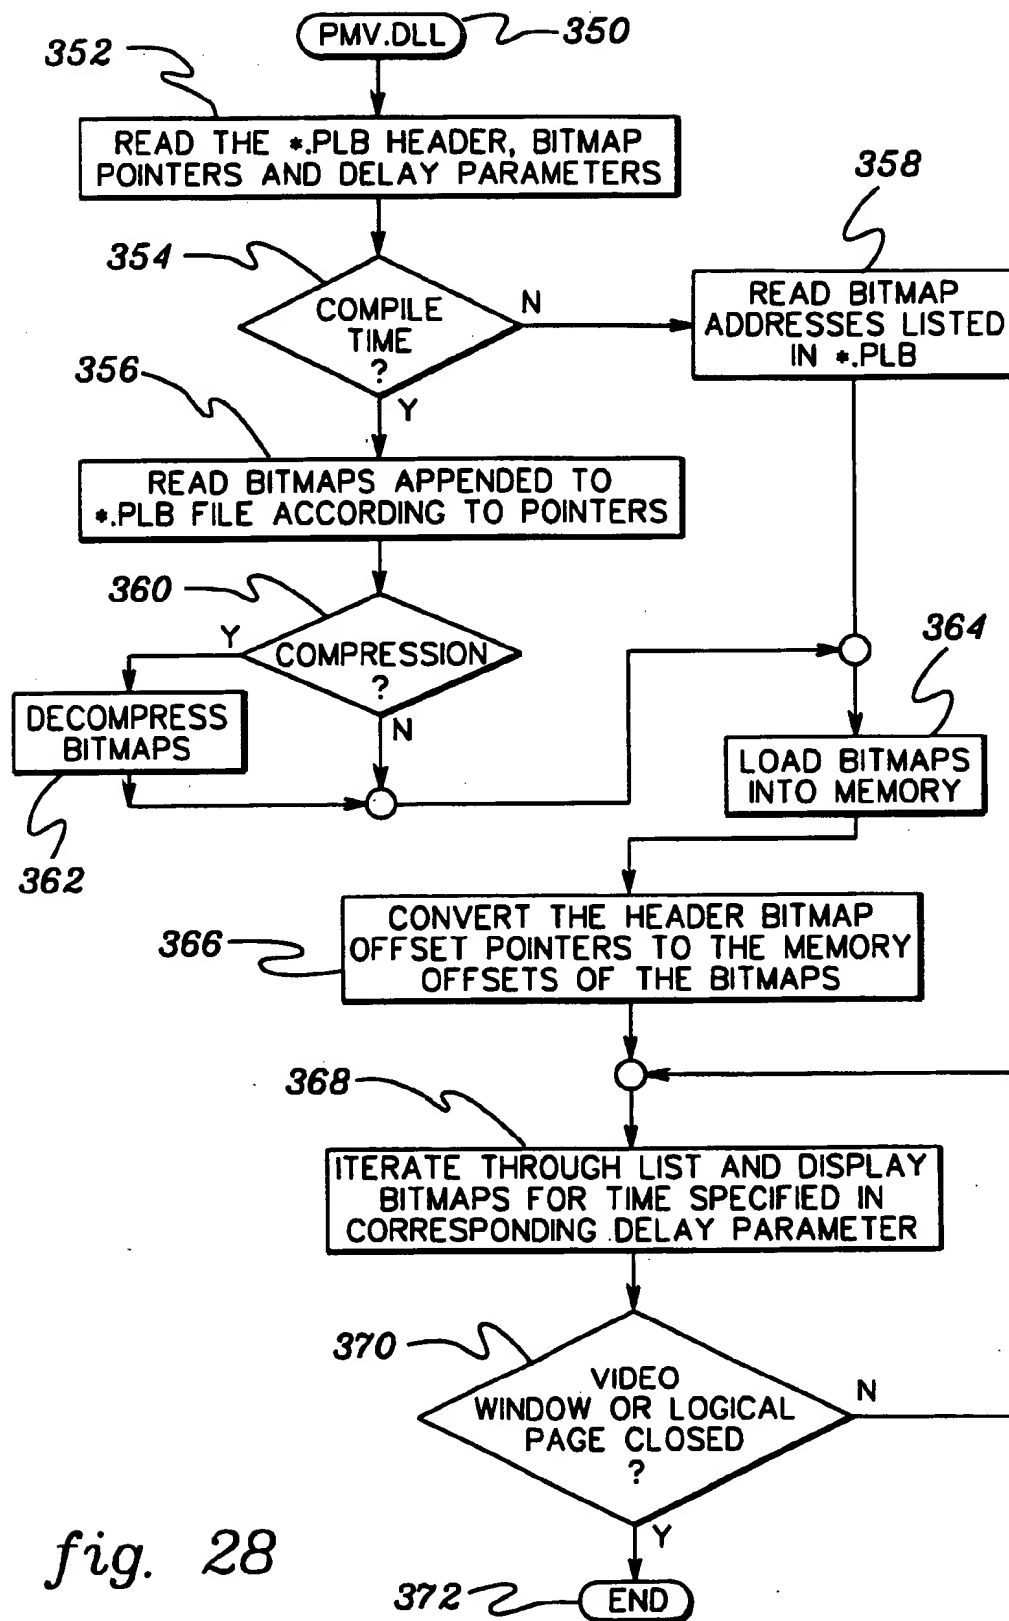 PMV.DLL
350
352
READ THE *.PLB HEADER, BITMAP
POINTERS AND DELAY PARAMETERS
358
354
COMPILE
TIME
?
N
Y
READ BITMAP
ADDRESSES LISTED
IN *.PLB
356
READ BITMAPS APPENDED TO
*.PLB FILE ACCORDING TO POINTERS
360
Y
COMPRESSION
?
N
364
DECOMPRESS
BITMAPS
362
LOAD BITMAPS
INTO MEMORY
366
CONVERT THE HEADER BITMAP
OFFSET POINTERS TO THE MEMORY
OFFSETS OF THE BITMAPS
368
ITERATE THROUGH LIST AND DISPLAY
BITMAPS FOR TIME SPECIFIED IN
CORRESPONDING DELAY PARAMETER
370
VIDEO
WINDOW OR LOGICAL
PAGE CLOSED
?
N
Y
fig. 28
372
END